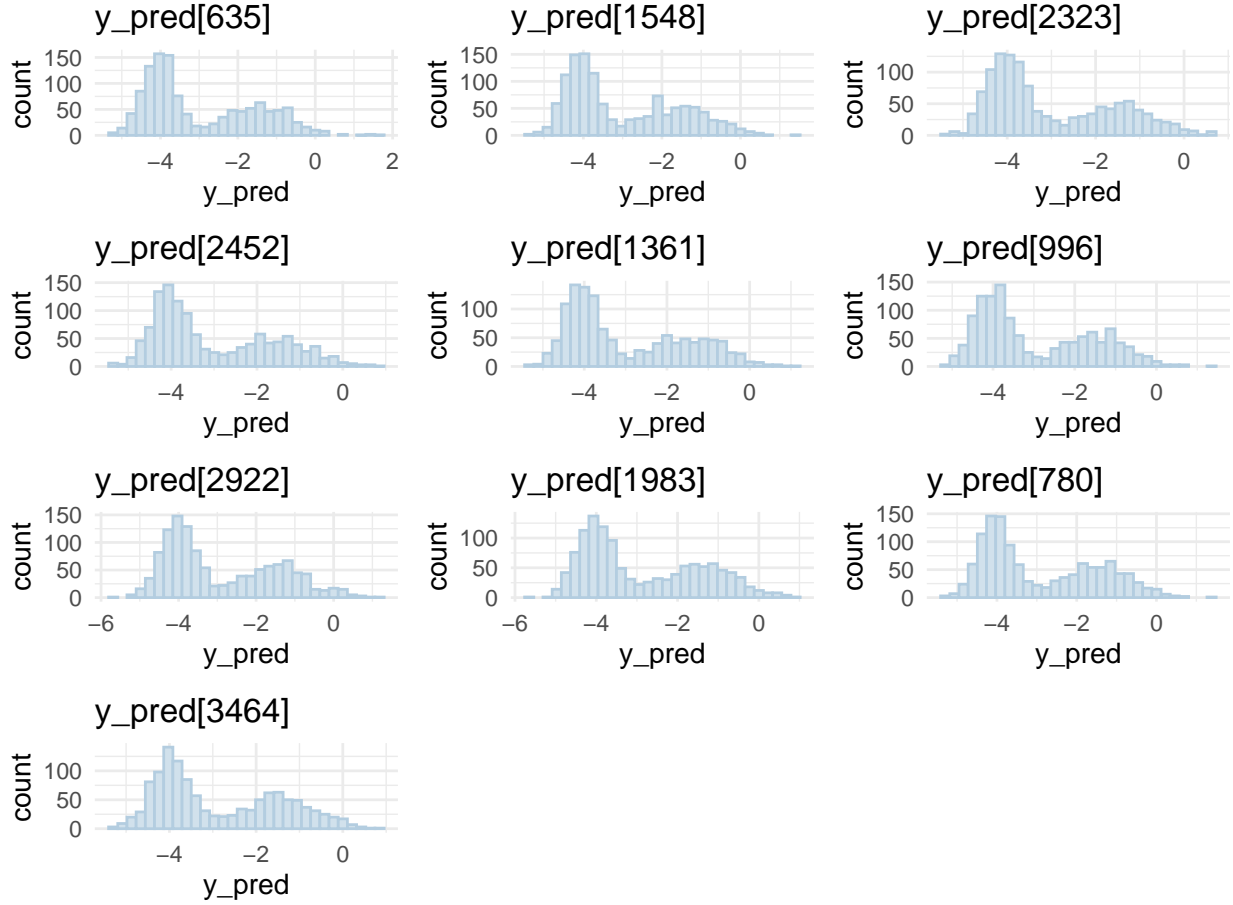 y_pred[635]
count
150
100
50
0
−4
−2
0
2
y_pred
y_pred[1548]
count
150
100
50
0
−4
−2
0
y_pred
y_pred[2323]
count
100
50
0
−4
−2
0
y_pred
y_pred[2452]
count
150
100
50
0
−4
−2
0
y_pred
y_pred[1361]
count
100
50
0
−4
−2
0
y_pred
y_pred[996]
count
150
100
50
0
−4
−2
0
y_pred
y_pred[2922]
count
150
100
50
0
−6
−4
−2
0
y_pred
y_pred[1983]
count
100
50
0
−6
−4
−2
0
y_pred
y_pred[780]
count
150
100
50
0
−4
−2
0
y_pred
y_pred[3464]
count
100
50
0
−4
−2
0
y_pred